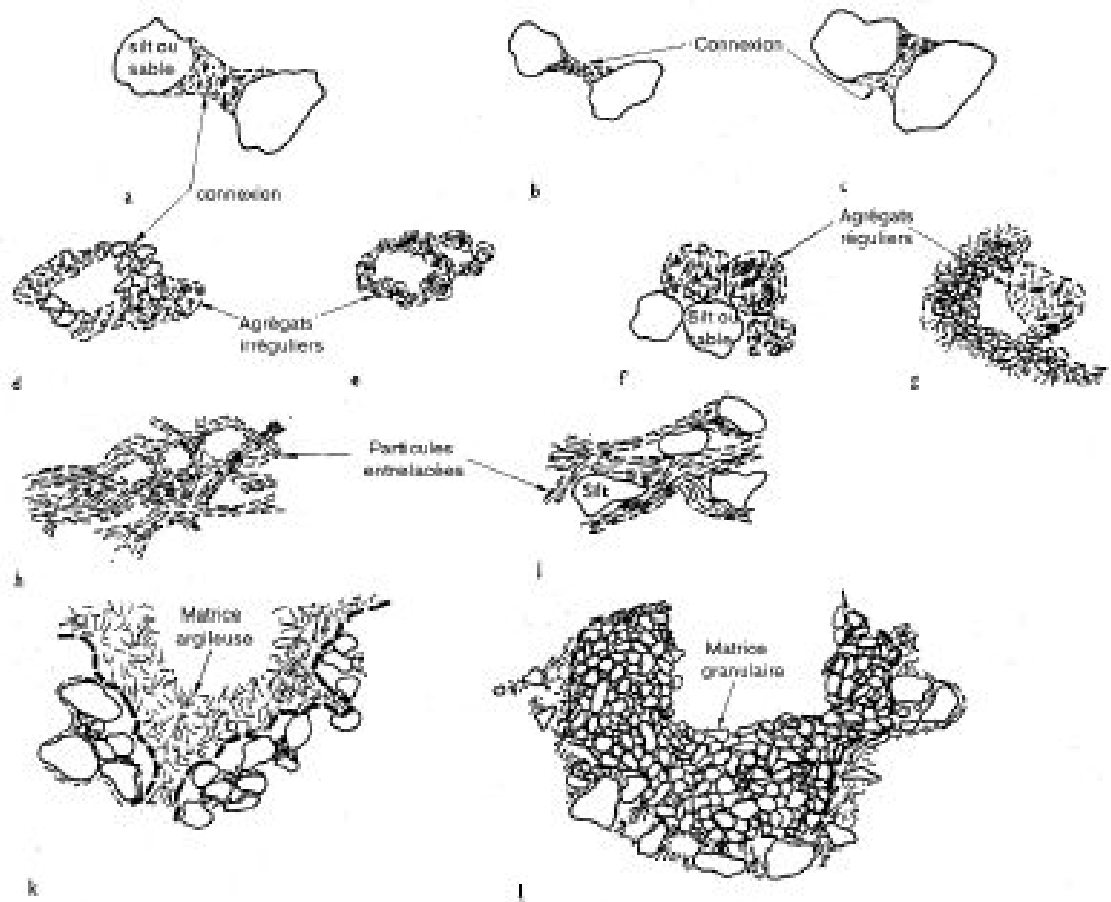 silt ou
sable
Connexion
a
b
c
connexion
Agrégats
réguliers
Agrégats
irréguliers
Silt ou
sable
d
e
f
g
Particules
entrelacées
Silt
h
Matrice
argileuse
Matrice
granulaire
k
l